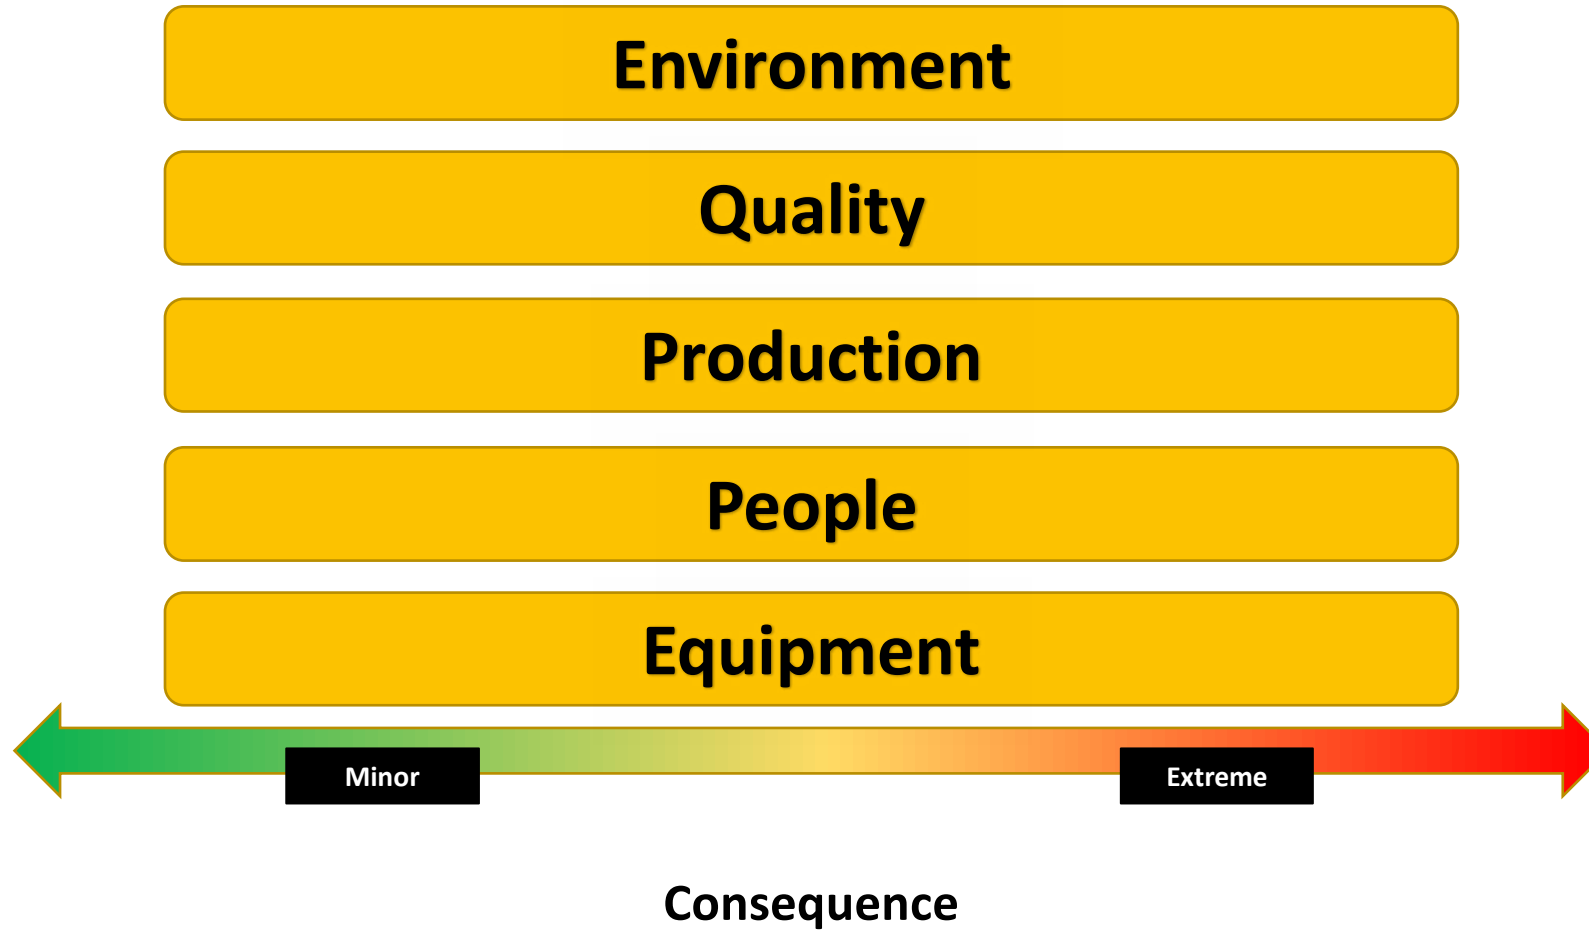 Environment
Quality
Production
People
Equipment
Minor
Extreme
Consequence